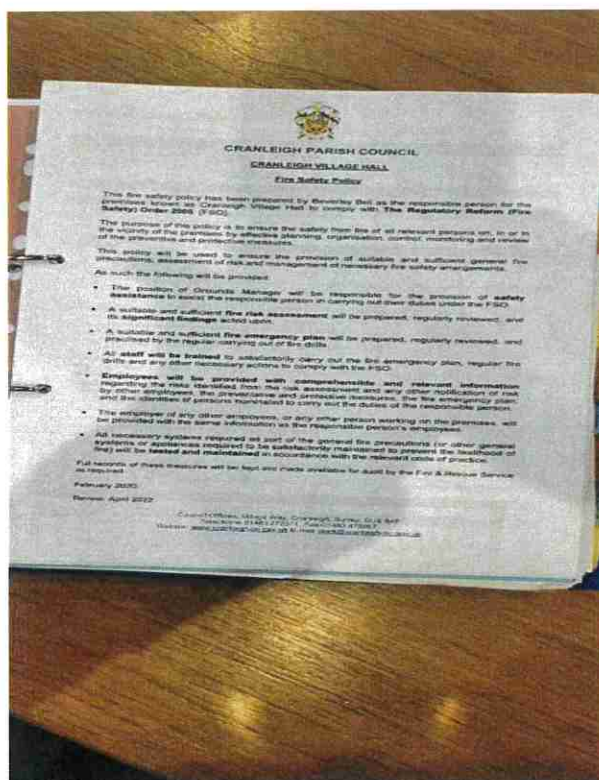 CRANLEIGH PARISH COUNCIL
CRANLEIGH VILLAGE HALL
Fire Safety Policy
This fire safety policy has been prepared by Beverley Bell as the responsible person for the
premises known as Cranleigh Village Hall to comply with The Regulatory Reform (Fire
Safety) Order 2005 (FSO).
The purpose of this policy is to ensure the safety from fire of all relevant persons on, in or in
the vicinity of the premises by effective planning, organisation, control, monitoring and review
of the preventive and protective measures.
This policy will be used to ensure the provision of suitable and sufficient general fire
precautions, assessment of risk and management of necessary fire safety arrangements.
As such the following will be provided:
• The position of Grounds Manager will be responsible for the provision of safety
assistance to assist the responsible person in carrying out their duties under the FSO.
• A suitable and sufficient fire risk assessment will be prepared, regularly reviewed, and
its significant findings acted upon.
• A suitable and sufficient fire emergency plan will be prepared, regularly reviewed, and
practised by the regular carrying out of fire drills.
• All staff will be trained to satisfactorily carry out the fire emergency plan, regular fire
drills and any other necessary actions to comply with the FSO.
• Employees will be provided with comprehensible and relevant information
regarding the risks identified from the risk assessment and any other notification of risk
by other employers, the preventive and protective measures, the fire emergency plan,
and the identities of persons nominated to carry out the duties of the responsible person.
• The employer of any other employees, or any other person working on the premises, will
be provided with the same information as the responsible person's employees.
• All necessary systems required as part of the general fire precautions (or other general
systems or appliances required to be satisfactorily maintained to prevent the likelihood of
fire) will be tested and maintained in accordance with the relevant code of practice.
Full records of these measures will be kept and made available for audit by the Fire & Rescue Service
as required.
February 2020
Review: April 2022
Council Offices, Village Way, Cranleigh, Surrey, GU6 8AF